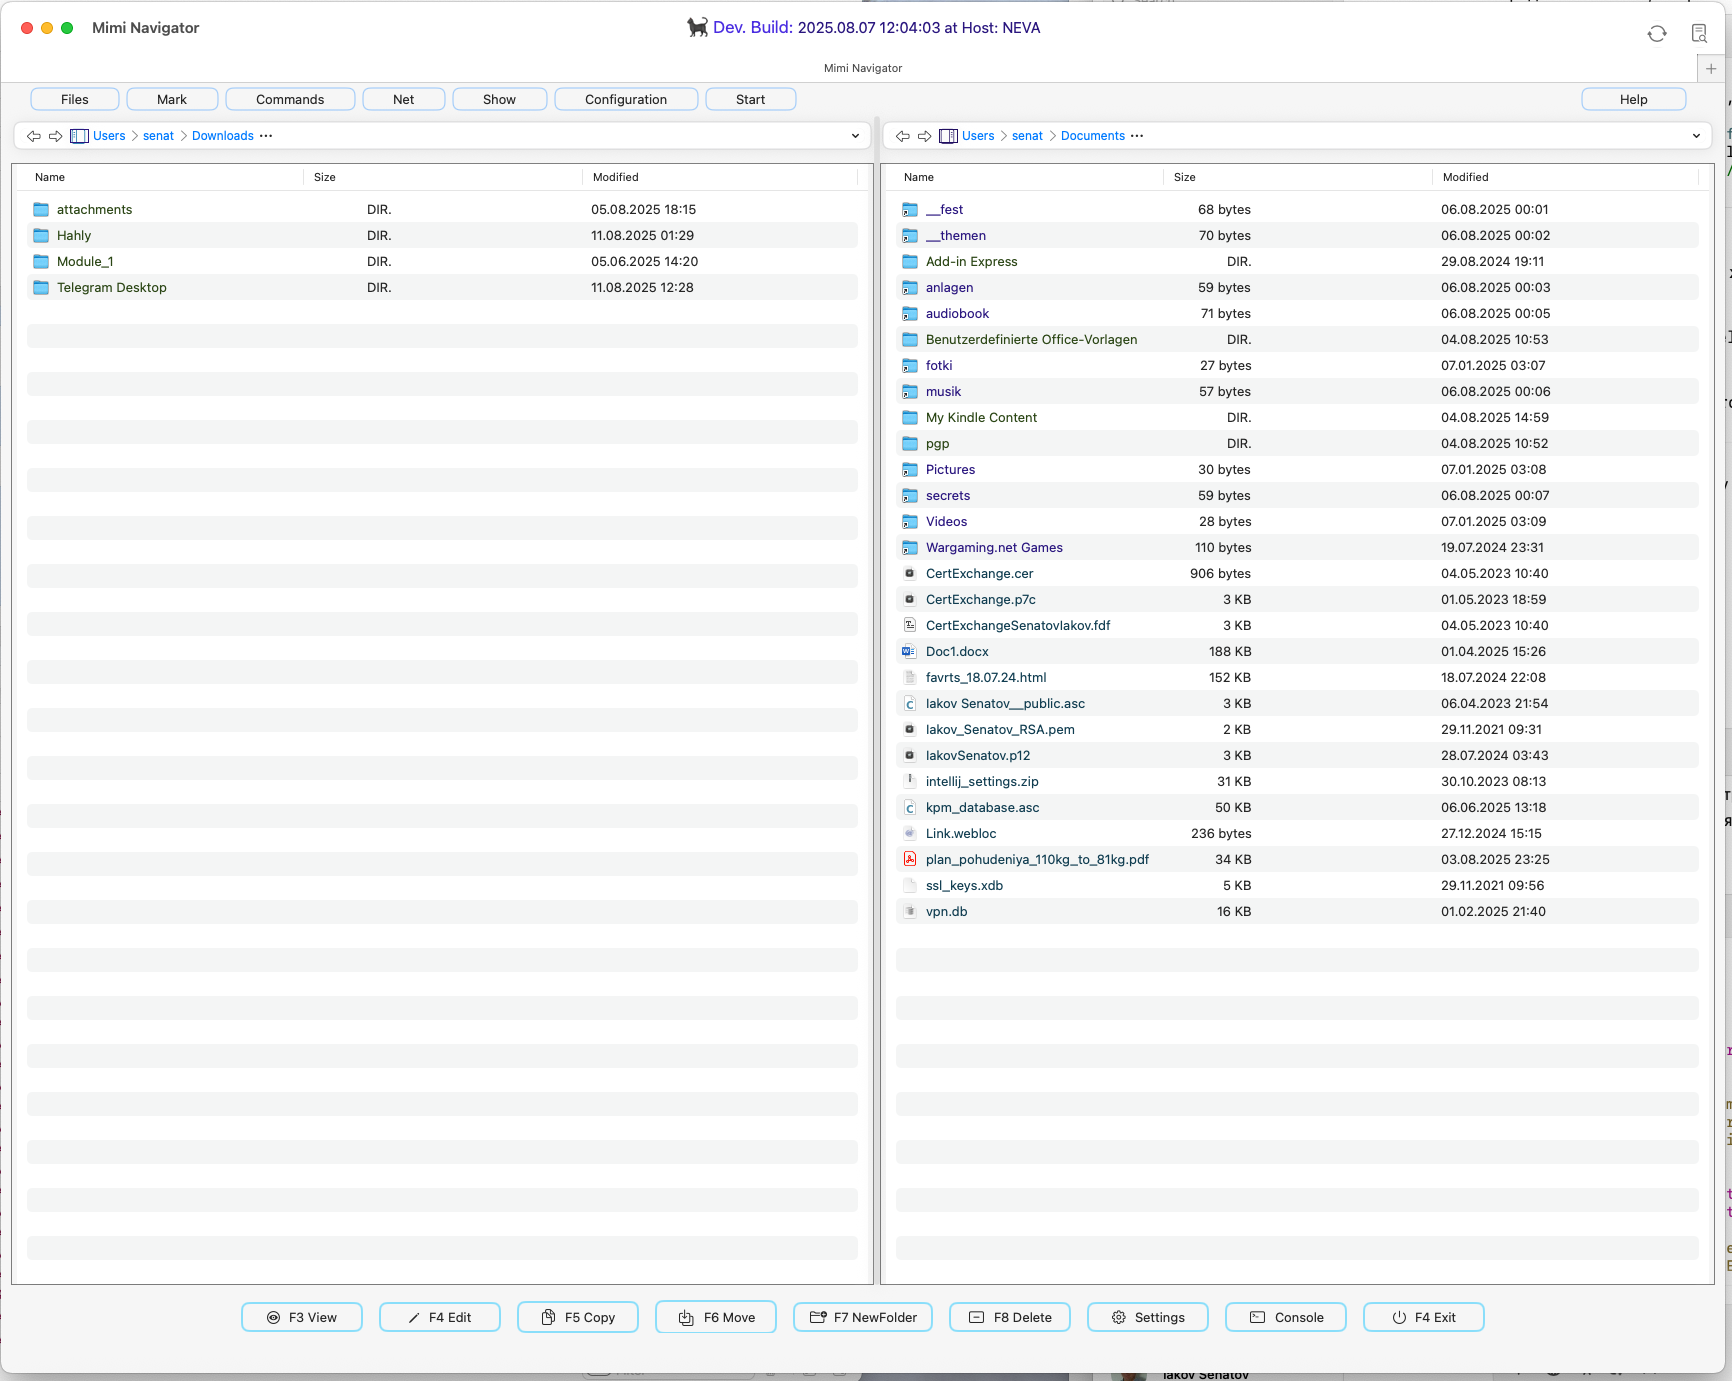 Mimi Navigator
Dev. Build: 2025.08.07 12:04:03 at Host: NEVA
Mimi Navigator
Files Mark Commands Net Show Configuration Start Help
Users senat Downloads ···
Name Size Modified
attachments DIR. 05.08.2025 18:15
Hahly DIR. 11.08.2025 01:29
Module_1 DIR. 05.06.2025 14:20
Telegram Desktop DIR. 11.08.2025 12:28
Users senat Documents ···
Name Size Modified
__fest 68 bytes 06.08.2025 00:01
__themen 70 bytes 06.08.2025 00:02
Add-in Express DIR. 29.08.2024 19:11
anlagen 59 bytes 06.08.2025 00:03
audiobook 71 bytes 06.08.2025 00:05
Benutzerdefinierte Office-Vorlagen DIR. 04.08.2025 10:53
fotki 27 bytes 07.01.2025 03:07
musik 57 bytes 06.08.2025 00:06
My Kindle Content DIR. 04.08.2025 14:59
pgp DIR. 04.08.2025 10:52
Pictures 30 bytes 07.01.2025 03:08
secrets 59 bytes 06.08.2025 00:07
Videos 28 bytes 07.01.2025 03:09
Wargaming.net Games 110 bytes 19.07.2024 23:31
CertExchange.cer 906 bytes 04.05.2023 10:40
CertExchange.p7c 3 KB 01.05.2023 18:59
CertExchangeSenatovIakov.fdf 3 KB 04.05.2023 10:40
Doc1.docx 188 KB 01.04.2025 15:26
favrts_18.07.24.html 152 KB 18.07.2024 22:08
Iakov Senatov__public.asc 3 KB 06.04.2023 21:54
Iakov_Senatov_RSA.pem 2 KB 29.11.2021 09:31
IakovSenatov.p12 3 KB 28.07.2024 03:43
intellij_settings.zip 31 KB 30.10.2023 08:13
kpm_database.asc 50 KB 06.06.2025 13:18
Link.webloc 236 bytes 27.12.2024 15:15
plan_pohudeniya_110kg_to_81kg.pdf 34 KB 03.08.2025 23:25
ssl_keys.xdb 5 KB 29.11.2021 09:56
vpn.db 16 KB 01.02.2025 21:40
F3 View F4 Edit F5 Copy F6 Move F7 NewFolder F8 Delete Settings Console F4 Exit
Iakov Senatov